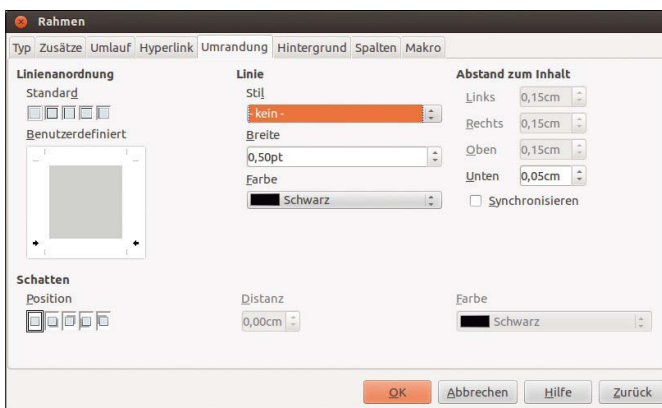 Rahmen
Typ Zusätze Umlauf Hyperlink Umrandung Hintergrund Spalten Makro
Linienanordnung
Standard
Benutzerdefiniert
Linie
Stil
- kein -
Breite
0,50pt
Farbe
Schwarz
Abstand zum Inhalt
Links 0,15cm
Rechts 0,15cm
Oben 0,15cm
Unten 0,05cm
Synchronisieren
Schatten
Position
Distanz
0,00cm
Farbe
Schwarz
OK Abbrechen Hilfe Zurück